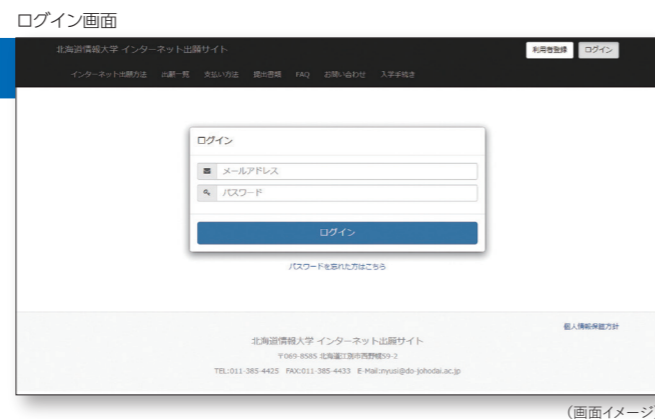 ログイン画面
北海道情報大学 インターネット出願サイト
利用者登録 ログイン
インターネット出願方法 出願一覧 支払い方法 提出書類 FAQ お問い合わせ 入学手続き
ログイン
メールアドレス
パスワード
ログイン
パスワードを忘れた方はこちら
個人情報保護方針
北海道情報大学 インターネット出願サイト
〒069-8585 北海道江別市西野幌59-2
TEL:011-385-4425 FAX:011-385-4433 E-Mail:nyusi@do-johodai.ac.jp
(画面イメージ)